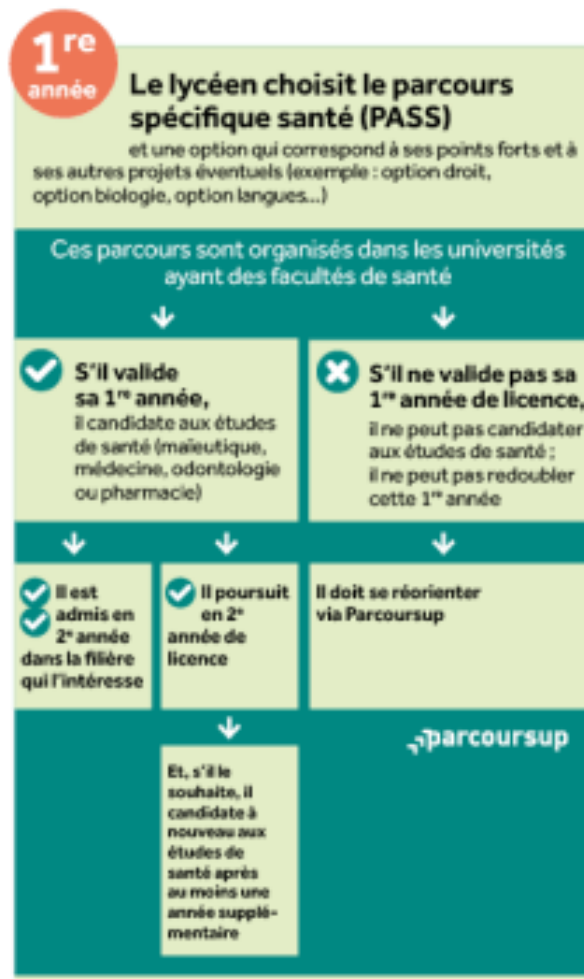 1re
année
Le lycéen choisit le parcours
spécifique santé (PASS)
et une option qui correspond à ses points forts et à
ses autres projets éventuels (exemple : option droit,
option biologie, option langues...)
Ces parcours sont organisés dans les universités
ayant des facultés de santé
S'il valide
sa 1re année,
il candidate aux études
de santé (maïeutique,
médecine, odontologie
ou pharmacie)
S'il ne valide pas sa
1re année de licence,
il ne peut pas candidater
aux études de santé ;
il ne peut pas redoubler
cette 1re année
Il est
admis en
2e année
dans la filière
qui l'intéresse
Il poursuit
en 2e
année de
licence
Il doit se réorienter
via Parcoursup
parcoursup
Et, s'il le
souhaite, il
candidate à
nouveau aux
études de
santé après
au moins une
année supplé-
mentaire